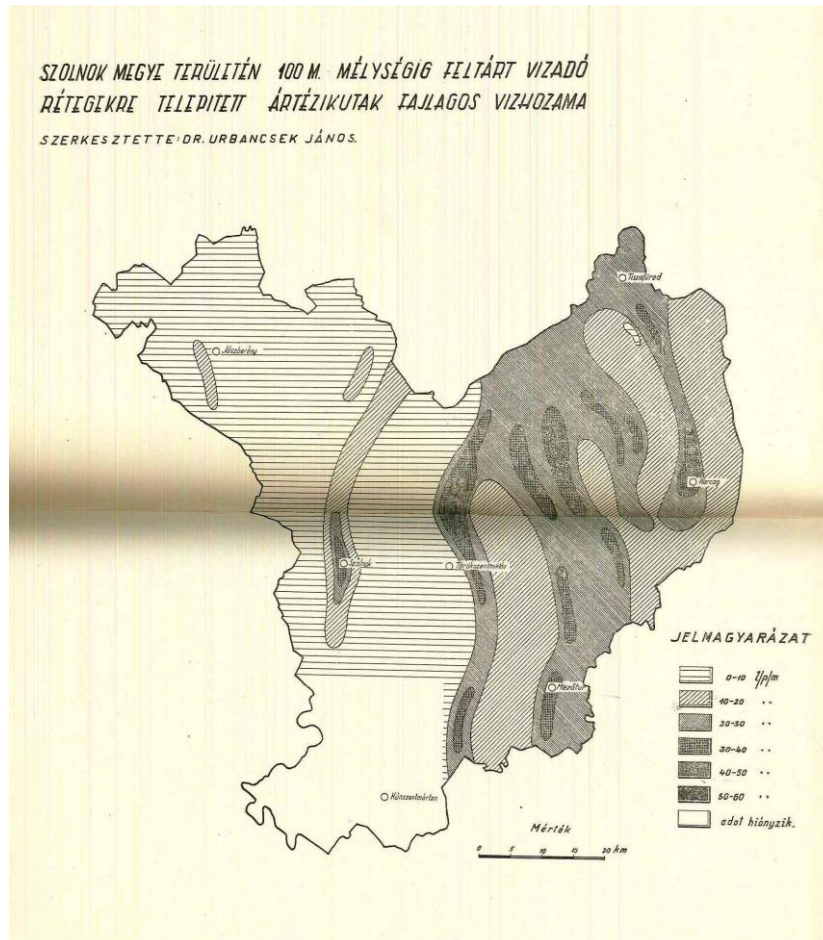 SZOLNOK MEGYE TERÜLETÉN 100 M. MÉLYSÉGIG FELTÁRT VIZADÓ
RÉTEGEKRE TELEPITETT ÁRTÉZIKUTAK FAJLAGOS VIZHOZAMA
SZERKESZTETTE: DR. URBANCSEK JÁNOS.
Tiszafüred
Jászberény
Karcag
Szolnok
Törökszentmiklós
Mezőtur
Kúnszentmárton
JELMAGYARÁZAT
0-10 l/p/m
10-20 "
20-30 "
30-40 "
40-50 "
50-60 "
adat hiányzik.
Mérték
0 5 10 15 20 km